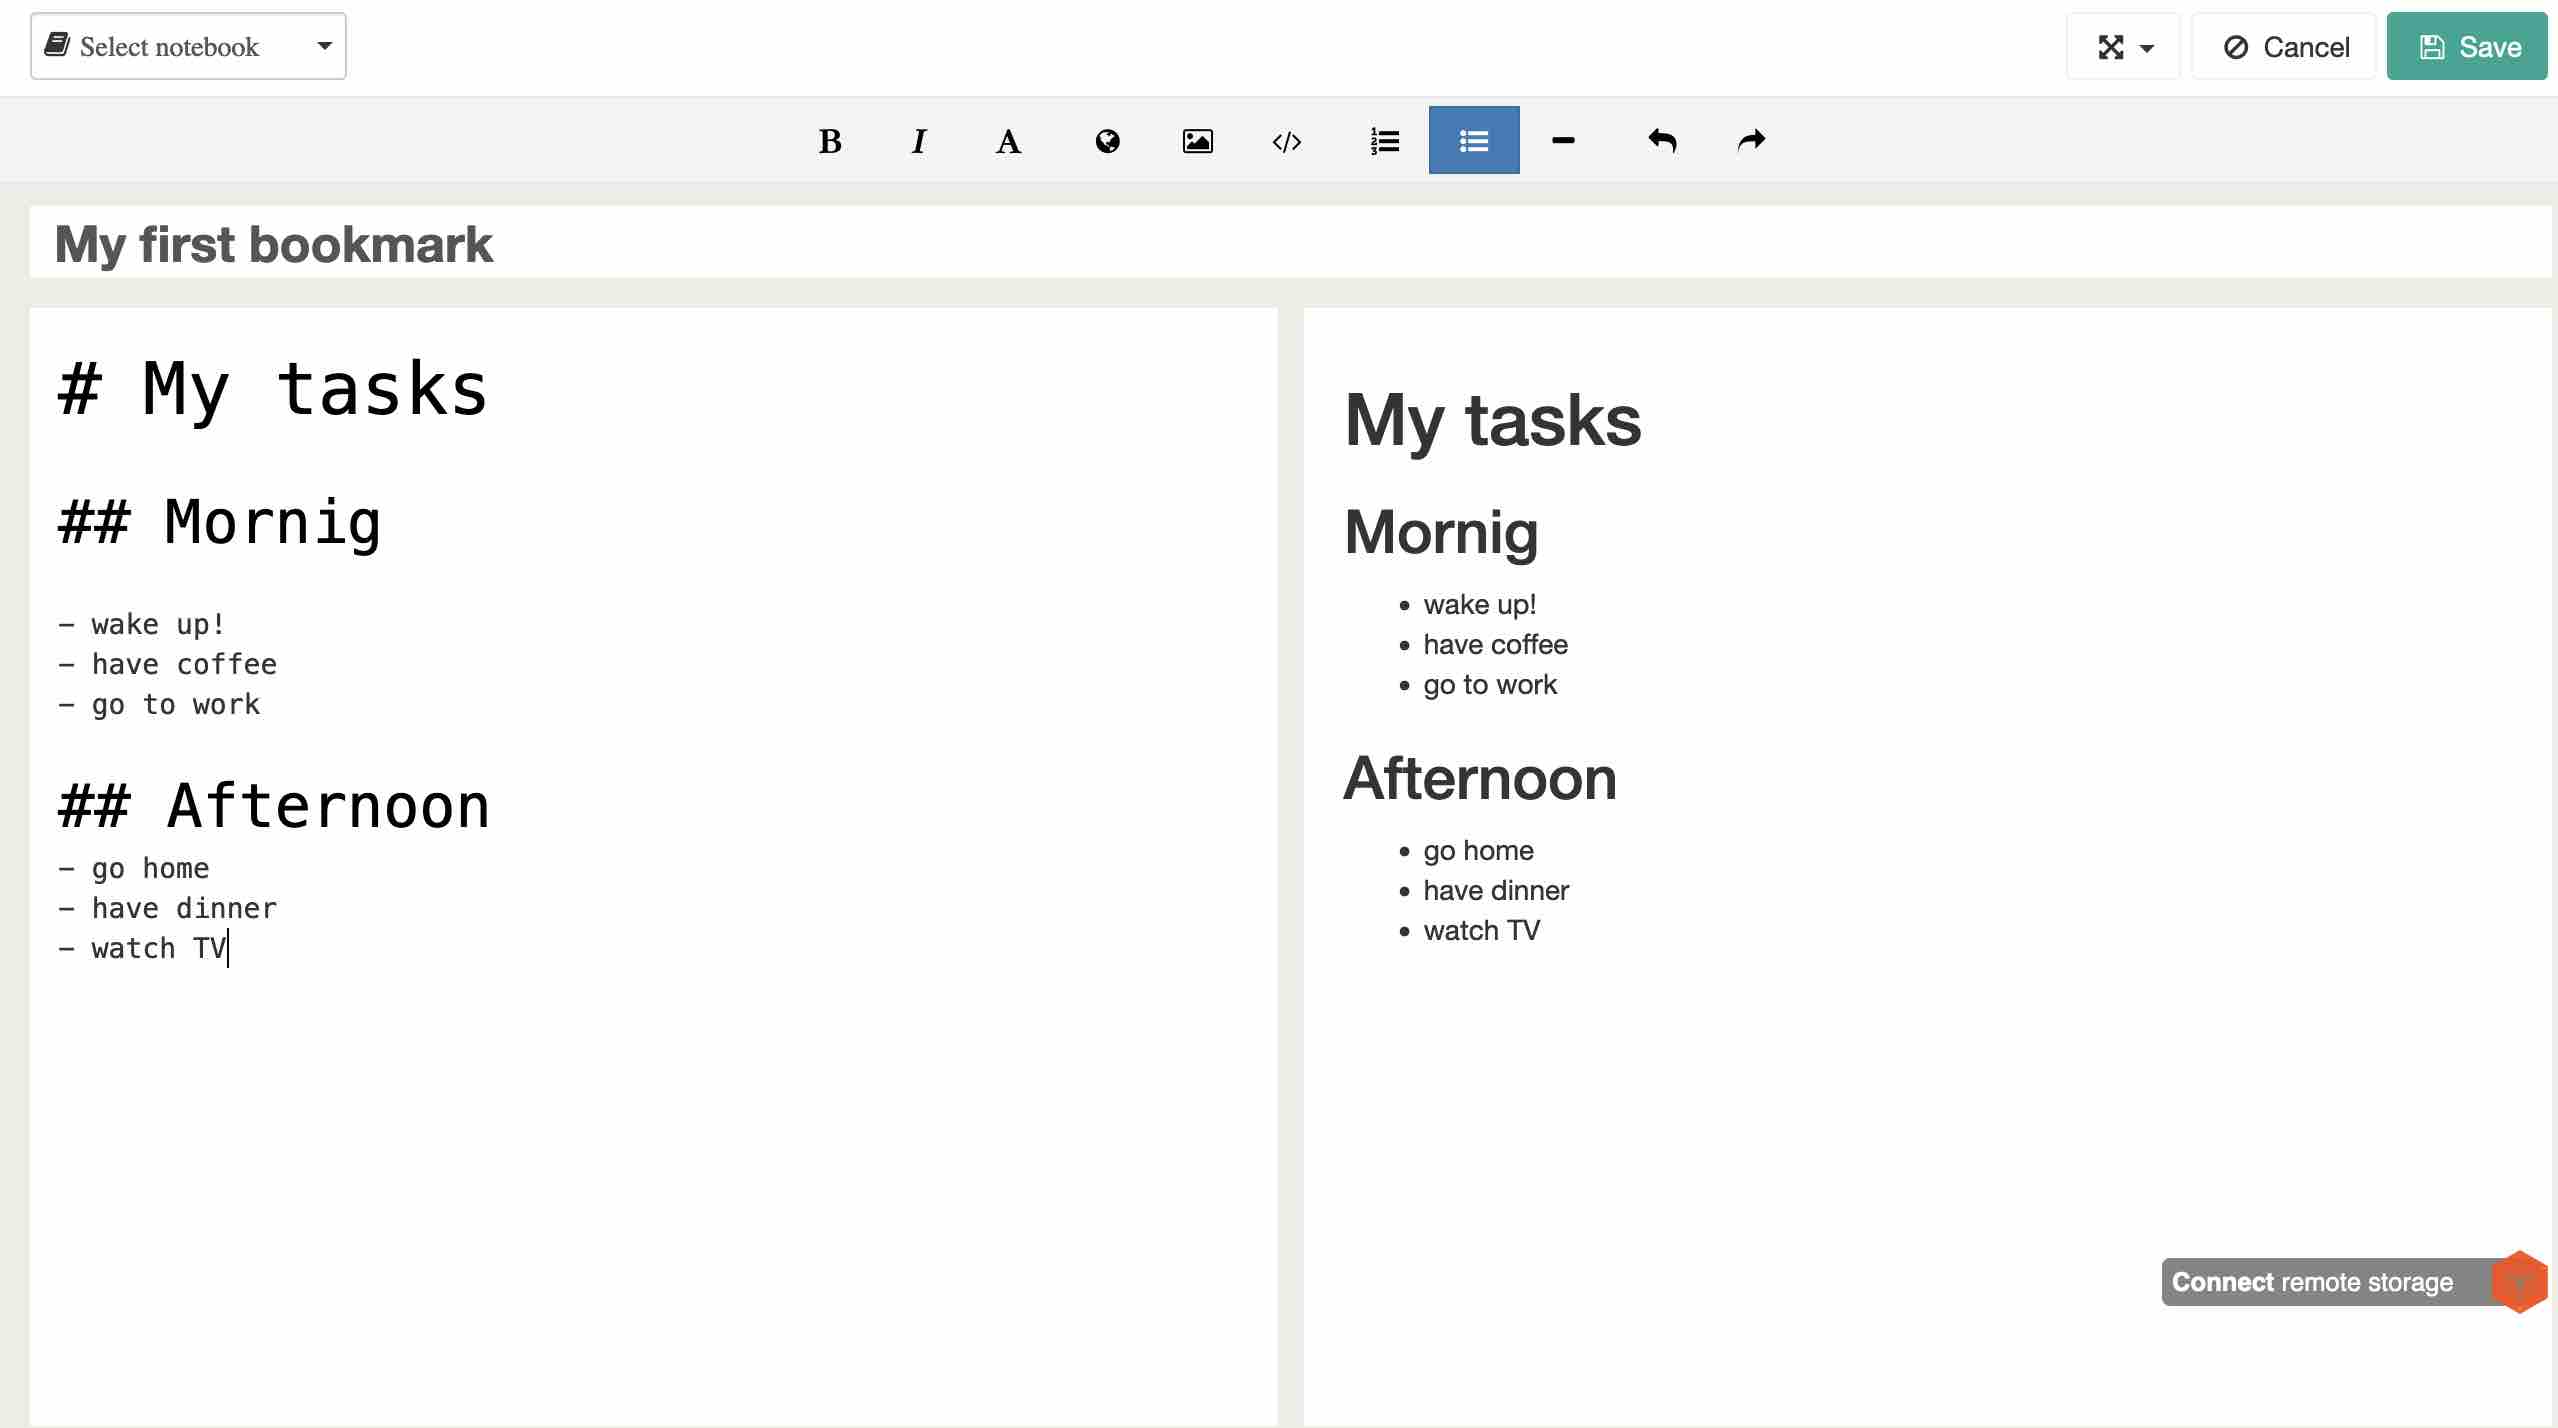 Select notebook
Cancel
Save
B I A </>
My first bookmark
# My tasks
## Mornig
- wake up!
- have coffee
- go to work
## Afternoon
- go home
- have dinner
- watch TV
My tasks
Mornig
• wake up!
• have coffee
• go to work
Afternoon
• go home
• have dinner
• watch TV
Connect remote storage